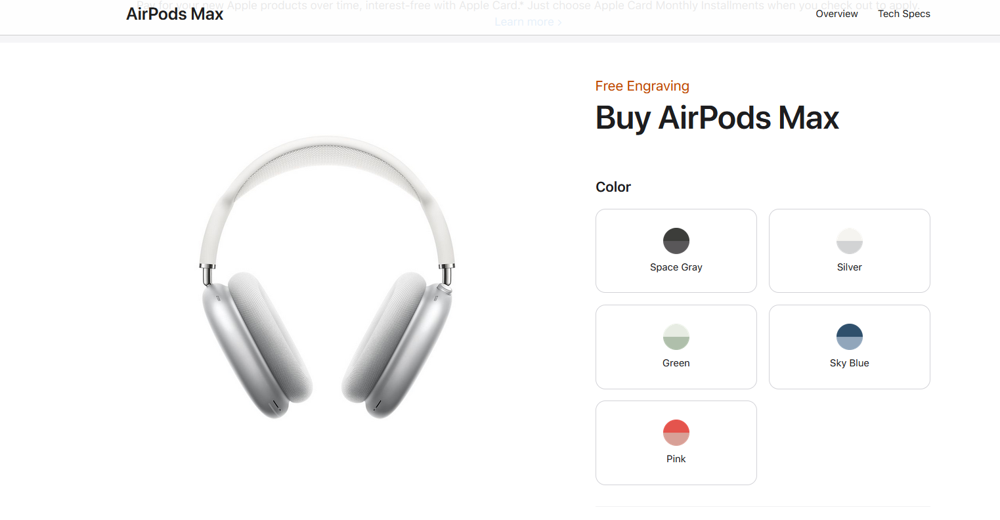 Pay for your new Apple products over time, interest-free with Apple Card.* Just choose Apple Card Monthly Installments when you check out to apply.
Learn more >
AirPods Max
Overview
Tech Specs
Free Engraving
Buy AirPods Max
Color
Space Gray
Silver
Green
Sky Blue
Pink